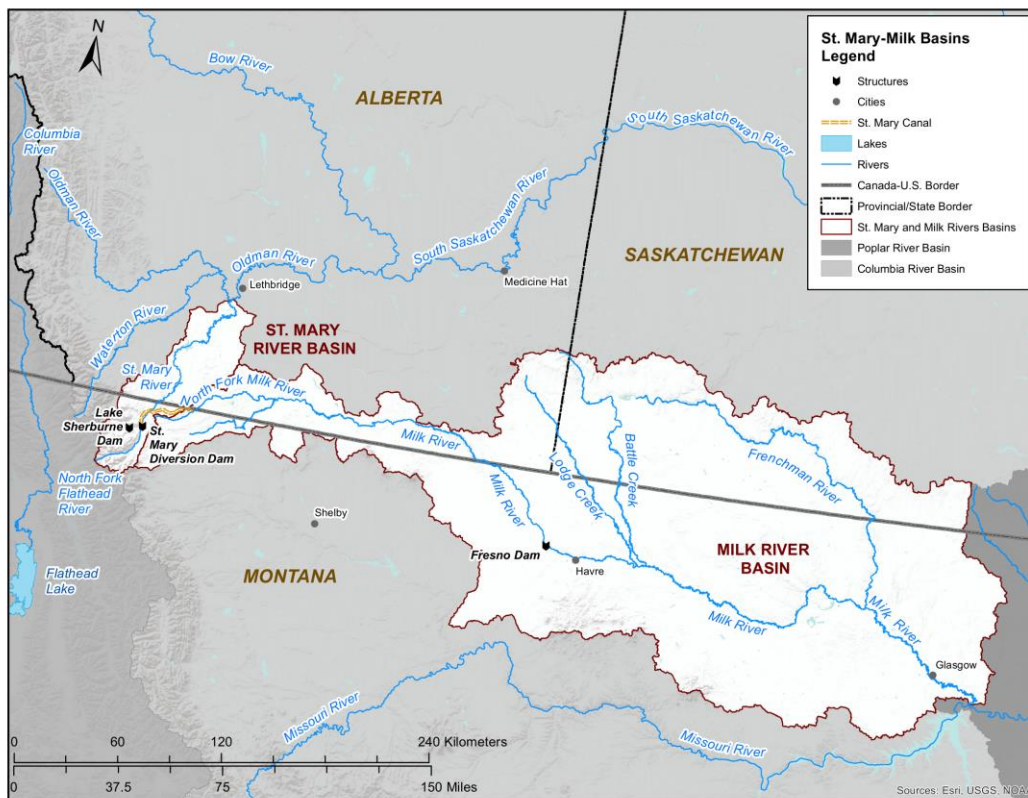 N
Bow River
ALBERTA
Columbia
River
Oldman River
South Saskatchewan River
South Saskatchewan River
Oldman River
Lethbridge
Medicine Hat
SASKATCHEWAN
Waterton River
ST. MARY
RIVER BASIN
St. Mary
River
North Fork Milk River
Lake
Sherburne
Dam
St.
Mary
Diversion Dam
Milk River
Milk River
Lodge Creek
Battle Creek
Frenchman River
North Fork
Flathead
River
Shelby
Fresno Dam
Havre
MILK RIVER
BASIN
Flathead
Lake
MONTANA
Milk River
Milk River
Glasgow
Missouri River
Missouri River
0 60 120 240 Kilometers
0 37.5 75 150 Miles
St. Mary-Milk Basins
Legend
Structures
Cities
St. Mary Canal
Lakes
Rivers
Canada-U.S. Border
Provincial/State Border
St. Mary and Milk Rivers Basins
Poplar River Basin
Columbia River Basin
Sources: Esri, USGS, NOAA